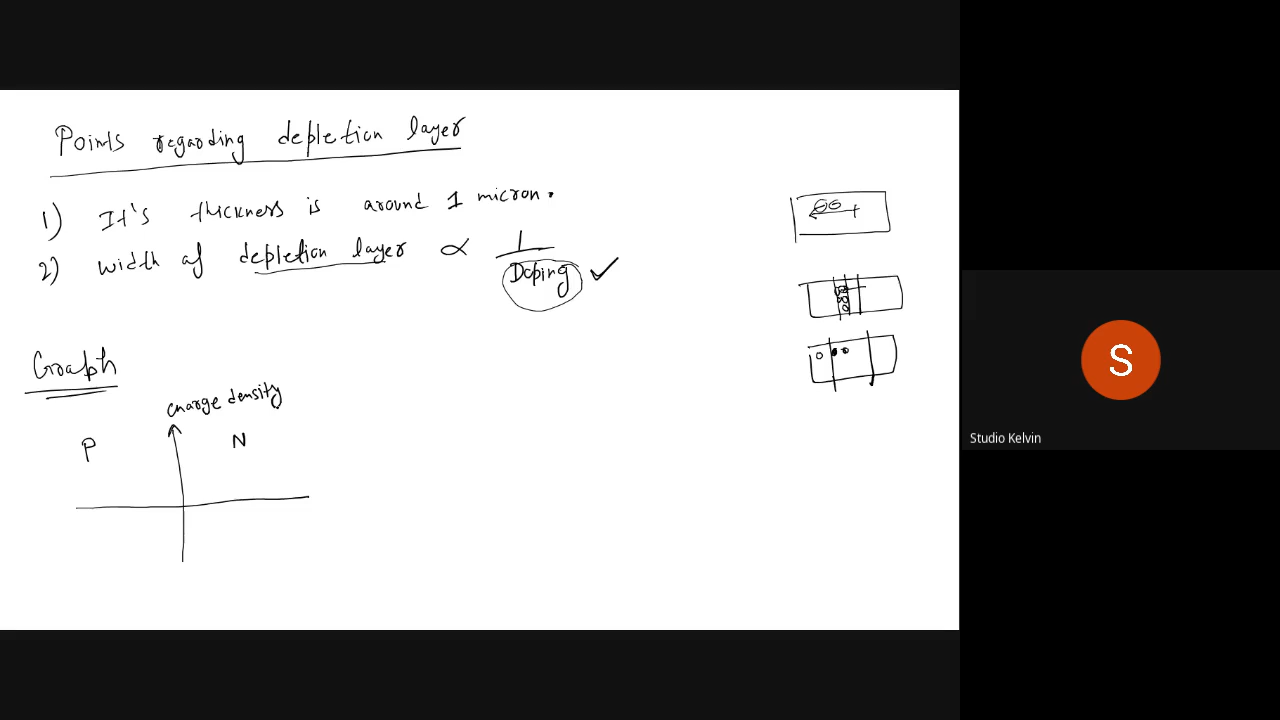 Points regarding depletion layer
1) It's thickness is around 1 micron.
2) width of depletion layer ∝ 1/Doping ✓
Graph
charge density
P N
S
Studio Kelvin